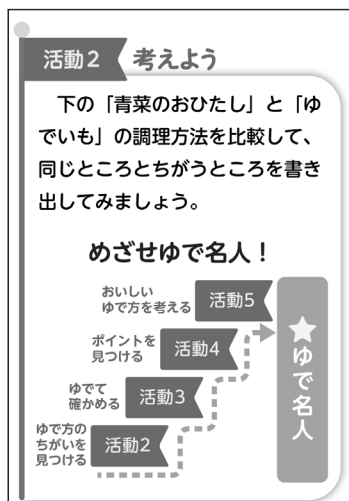 活動2 考えよう
下の「青菜のおひたし」と「ゆ
でいも」の調理方法を比較して、
同じところとちがうところを書き
出してみましょう。
めざせゆで名人！
おいしい
ゆで方を考える
活動5
ポイントを
見つける
活動4
ゆでて
確かめる
活動3
ゆで方の
ちがいを
見つける
活動2
ゆで名人